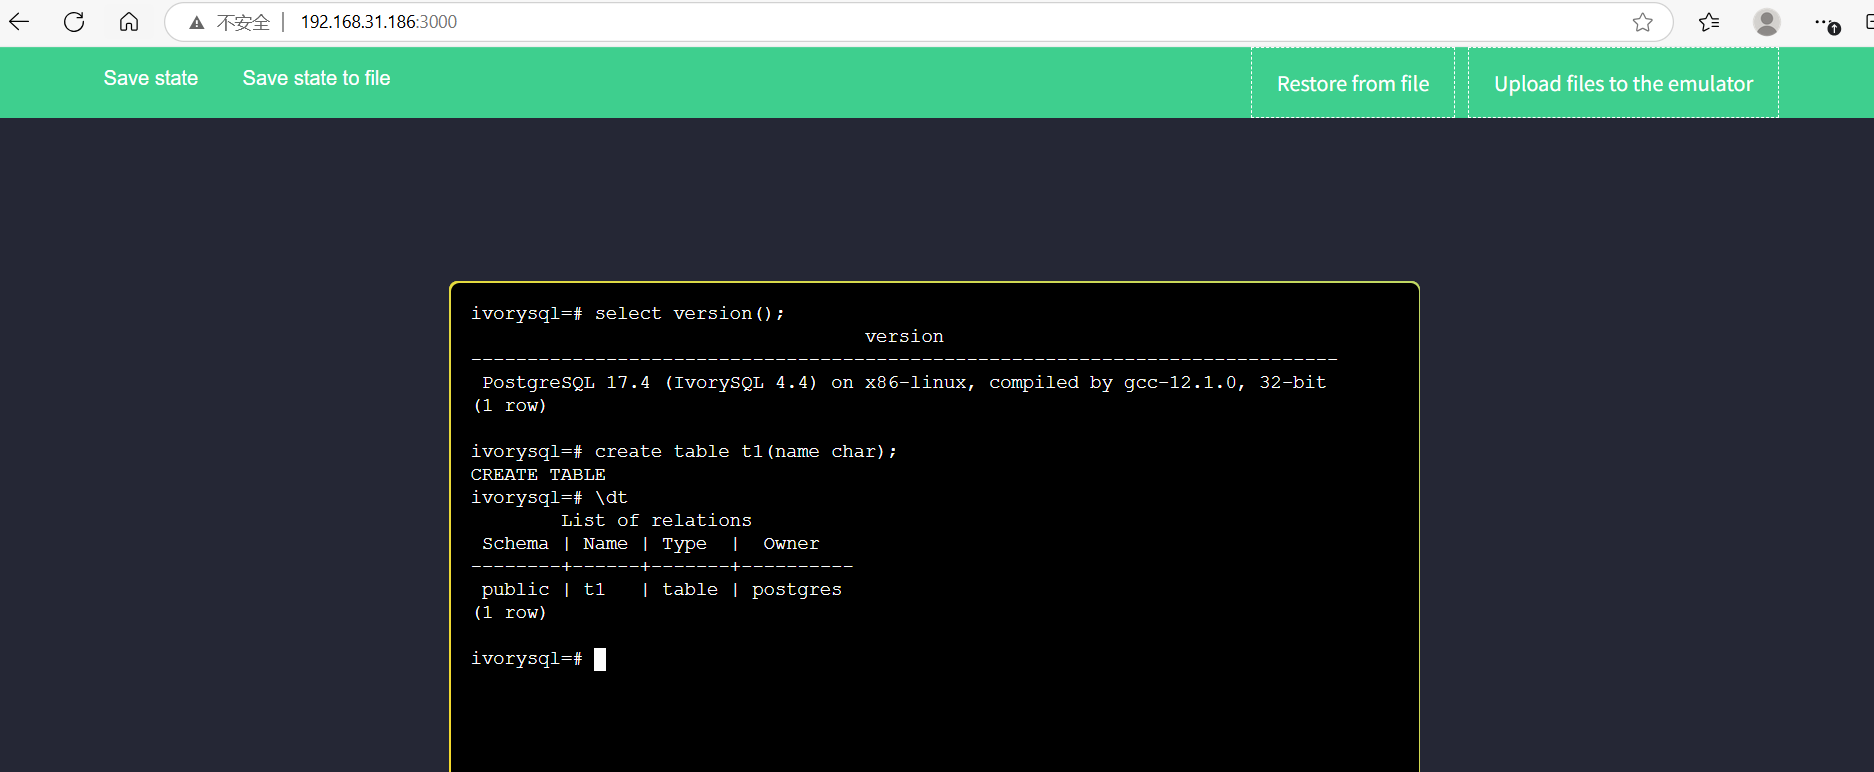 不安全 192.168.31.186:3000
Save state Save state to file Restore from file Upload files to the emulator
ivorysql=# select version();
version
-----------------------------------------------------------------------------
PostgreSQL 17.4 (IvorySQL 4.4) on x86-linux, compiled by gcc-12.1.0, 32-bit
(1 row)
ivorysql=# create table t1(name char);
CREATE TABLE
ivorysql=# \dt
List of relations
Schema | Name | Type | Owner
--------+------+-------+----------
public | t1 | table | postgres
(1 row)
ivorysql=#